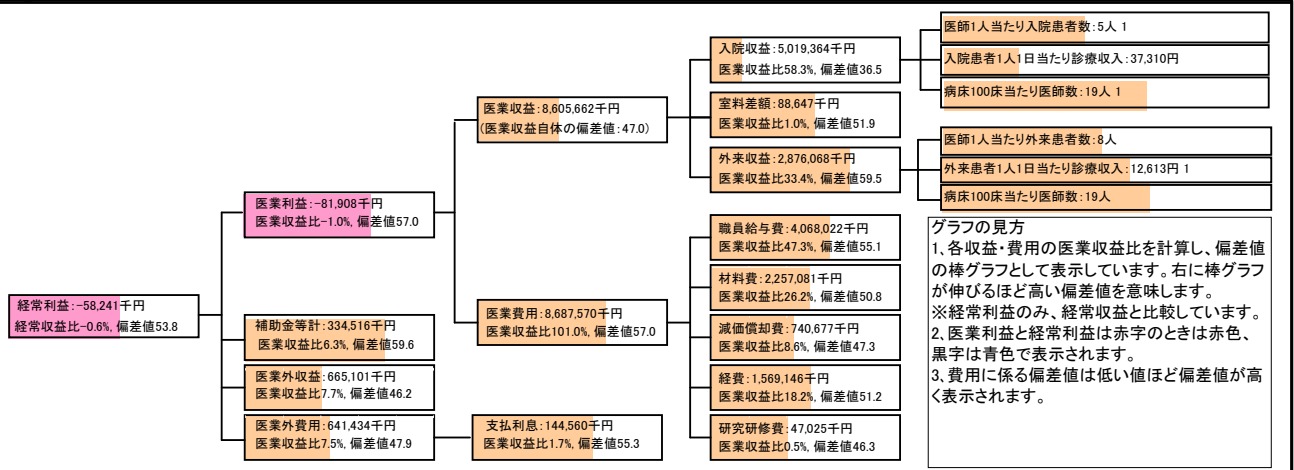 経常利益:-58,241千円
経常収益比-0.6%, 偏差値53.8
医業利益:-81,908千円
医業収益比-1.0%, 偏差値57.0
補助金等計:334,516千円
医業収益比6.3%, 偏差値59.6
医業外収益:665,101千円
医業収益比7.7%, 偏差値46.2
医業外費用:641,434千円
医業収益比7.5%, 偏差値47.9
医業収益:8,605,662千円
(医業収益自体の偏差値:47.0)
医業費用:8,687,570千円
医業収益比101.0%, 偏差値57.0
支払利息:144,560千円
医業収益比1.7%, 偏差値55.3
入院収益:5,019,364千円
医業収益比58.3%, 偏差値36.5
室料差額:88,647千円
医業収益比1.0%, 偏差値51.9
外来収益:2,876,068千円
医業収益比33.4%, 偏差値59.5
職員給与費:4,068,022千円
医業収益比47.3%, 偏差値55.1
材料費:2,257,081千円
医業収益比26.2%, 偏差値50.8
減価償却費:740,677千円
医業収益比8.6%, 偏差値47.3
経費:1,569,146千円
医業収益比18.2%, 偏差値51.2
研究研修費:47,025千円
医業収益比0.5%, 偏差値46.3
医師1人当たり入院患者数:5人 1
入院患者1人1日当たり診療収入:37,310円
病床100床当たり医師数:19人 1
医師1人当たり外来患者数:8人
外来患者1人1日当たり診療収入:12,613円 1
病床100床当たり医師数:19人
グラフの見方
1、各収益・費用の医業収益比を計算し、偏差値
の棒グラフとして表示しています。右に棒グラフ
が伸びるほど高い偏差値を意味します。
※経常利益のみ、経常収益と比較しています。
2、医業利益と経常利益は赤字のときは赤色、
黒字は青色で表示されます。
3、費用に係る偏差値は低い値ほど偏差値が高
く表示されます。